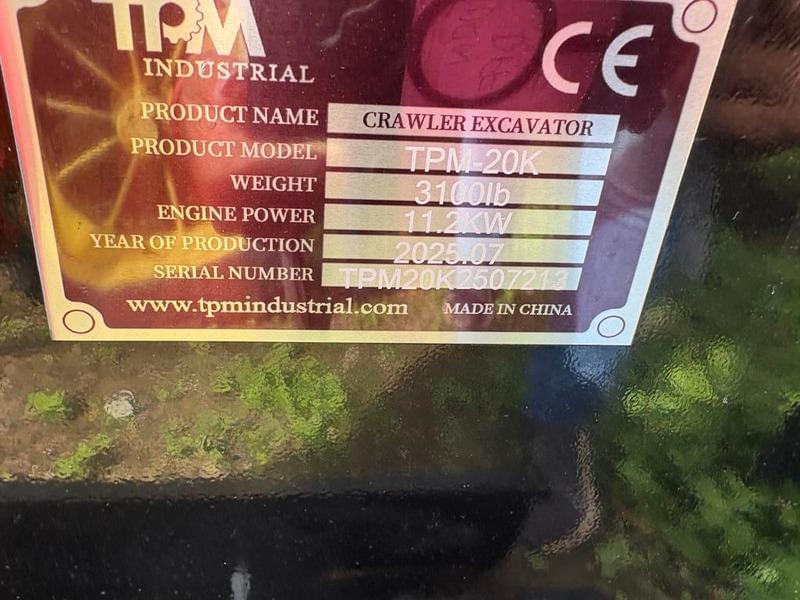 TPM
INDUSTRIAL
CE
PRODUCT NAME CRAWLER EXCAVATOR
PRODUCT MODEL TPM-20K
WEIGHT 3100lb
ENGINE POWER 11.2KW
YEAR OF PRODUCTION 2025.07
SERIAL NUMBER TPM20K2507213
www.tpmindustrial.com MADE IN CHINA